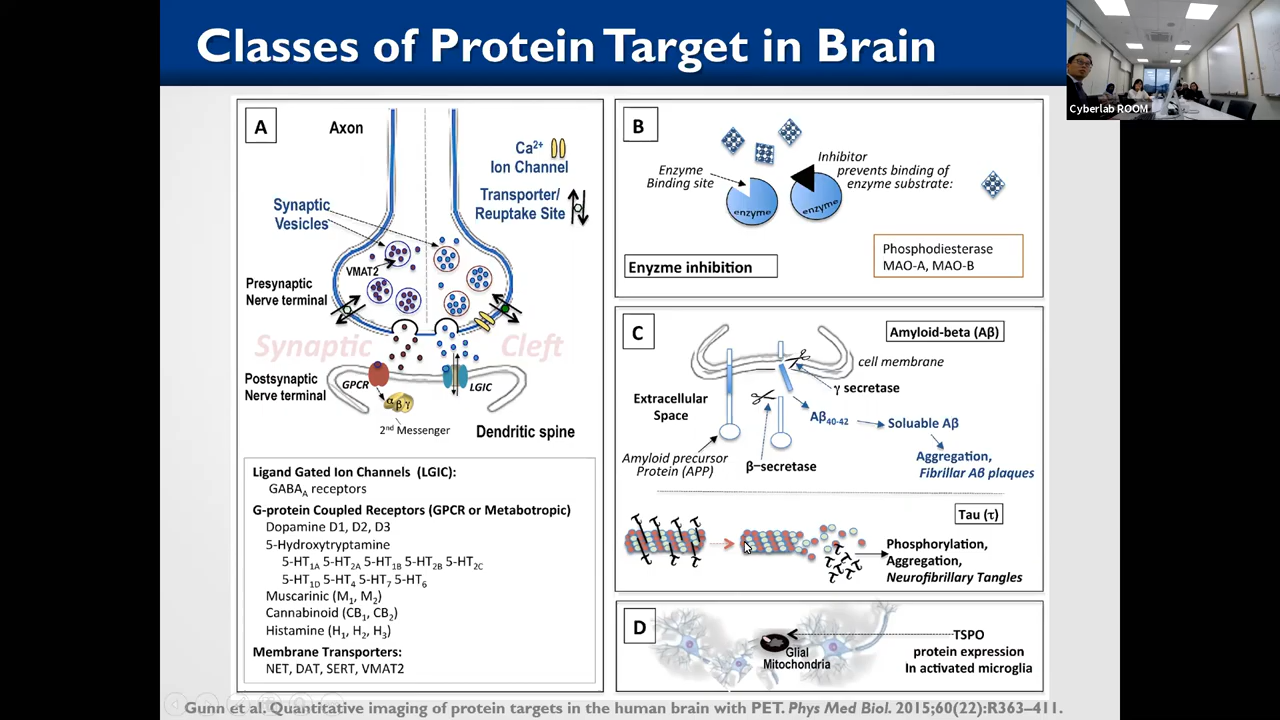 Classes of Protein Target in Brain
Cyberlab ROOM
A
Axon
Ca2+
Ion Channel
Transporter/
Reuptake Site
Synaptic
Vesicles
VMAT2
Presynaptic
Nerve terminal
Synaptic Cleft
Postsynaptic
Nerve terminal
GPCR
LGIC
α β γ
2nd Messenger
Dendritic spine
Ligand Gated Ion Channels (LGIC):
GABAA receptors
G-protein Coupled Receptors (GPCR or Metabotropic)
Dopamine D1, D2, D3
5-Hydroxytryptamine
5-HT1A 5-HT2A 5-HT1B 5-HT2B 5-HT2C
5-HT1D 5-HT4 5-HT7 5-HT6
Muscarinic (M1, M2)
Cannabinoid (CB1, CB2)
Histamine (H1, H2, H3)
Membrane Transporters:
NET, DAT, SERT, VMAT2
B
Enzyme
Binding site
enzyme
Inhibitor
prevents binding of
enzyme substrate:
enzyme
Enyzme inhibition
Phosphodiesterase
MAO-A, MAO-B
C
Amyloid-beta (Aβ)
cell membrane
γ secretase
Extracellular
Space
Aβ40-42
Soluable Aβ
Aggregation,
Fibrillar Aβ plaques
Amyloid precursor
Protein (APP)
β–secretase
Tau (τ)
τ τ τ τ
τ τ τ τ
τ τ τ τ τ τ
Phosphorylation,
Aggregation,
Neurofibrillary Tangles
D
Glial
Mitochondria
TSPO
protein expression
In activated microglia
Gunn et al. Quantitative imaging of protein targets in the human brain with PET. Phys Med Biol. 2015;60(22):R363–411.